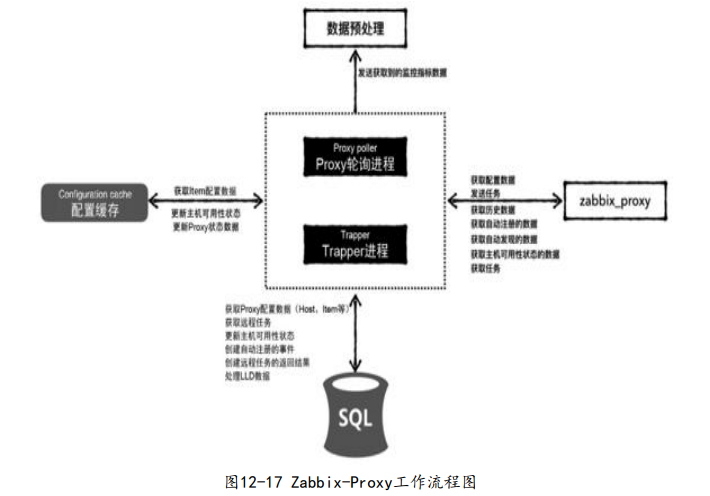 数据预处理
发送获取到的监控指标数据
Proxy poller
Proxy轮询进程
Configuration cache
配置缓存
获取Item配置数据
更新主机可用性状态
更新Proxy状态数据
Trapper
Trapper进程
获取配置数据
发送任务
获取历史数据
获取自动注册的数据
获取自动发现的数据
获取主机可用性状态的数据
获取任务
zabbix_proxy
获取Proxy配置数据（Host，Item等）
获取远程任务
更新主机可用性状态
创建自动注册的事件
创建远程任务的返回结果
处理LLD数据
SQL
图12-17 Zabbix-Proxy工作流程图